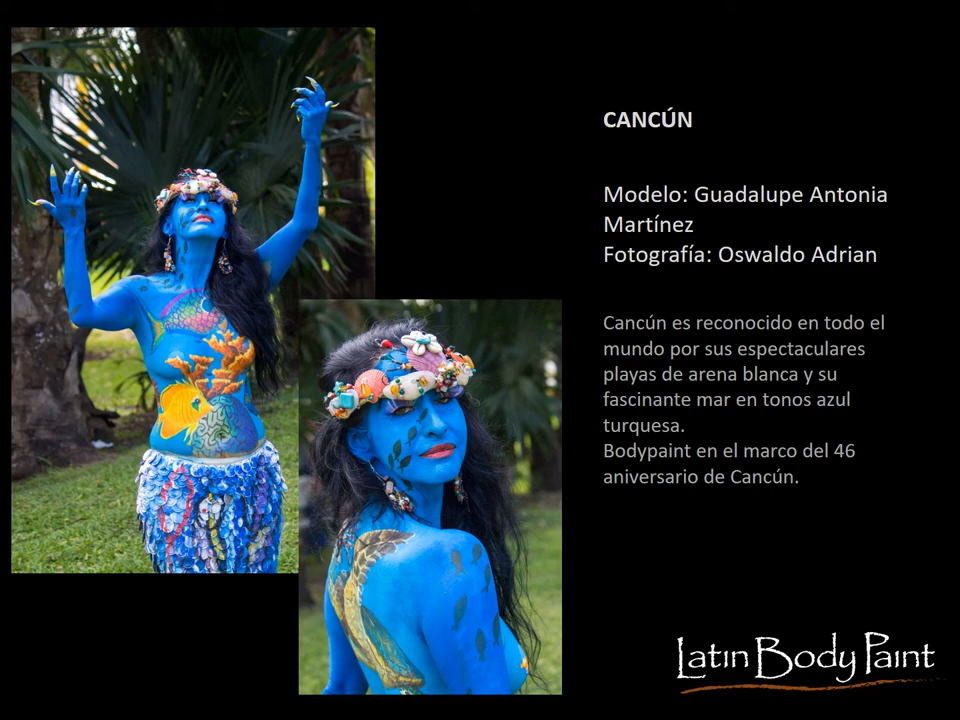 CANCÚN
Modelo: Guadalupe Antonia
Martínez
Fotografía: Oswaldo Adrian
Cancún es reconocido en todo el
mundo por sus espectaculares
playas de arena blanca y su
fascinante mar en tonos azul
turquesa.
Bodypaint en el marco del 46
aniversario de Cancún.
Latin Body Paint